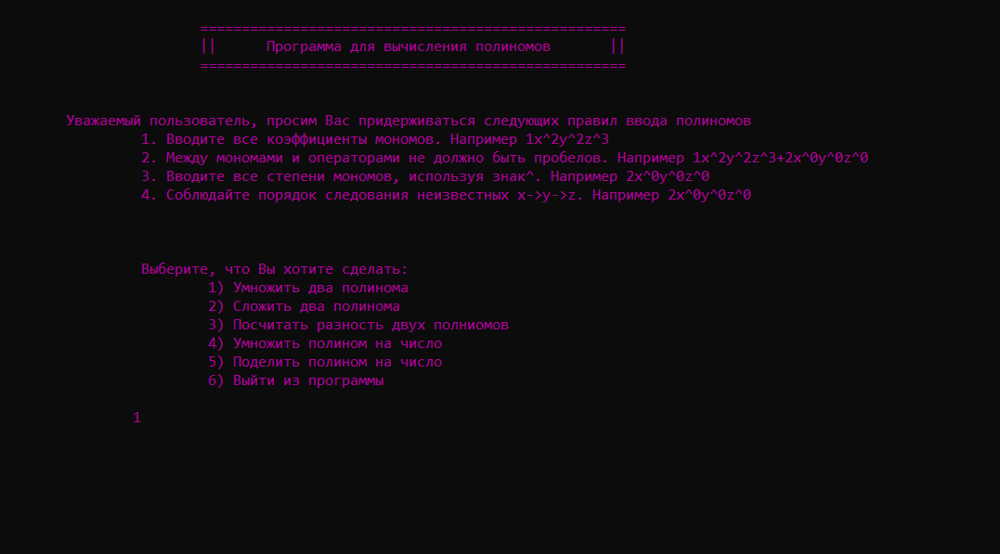 ===================================================
||      Программа для вычисления полиномов       ||
===================================================
Уважаемый пользователь, просим Вас придерживаться следующих правил ввода полиномов
1. Вводите все коэффициенты мономов. Например 1x^2y^2z^3
2. Между мономами и операторами не должно быть пробелов. Например 1x^2y^2z^3+2x^0y^0z^0
3. Вводите все степени мономов, используя знак^. Например 2x^0y^0z^0
4. Соблюдайте порядок следования неизвестных x->y->z. Например 2x^0y^0z^0
Выберите, что Вы хотите сделать:
1) Умножить два полинома
2) Сложить два полинома
3) Посчитать разность двух полниомов
4) Умножить полином на число
5) Поделить полином на число
6) Выйти из программы
1